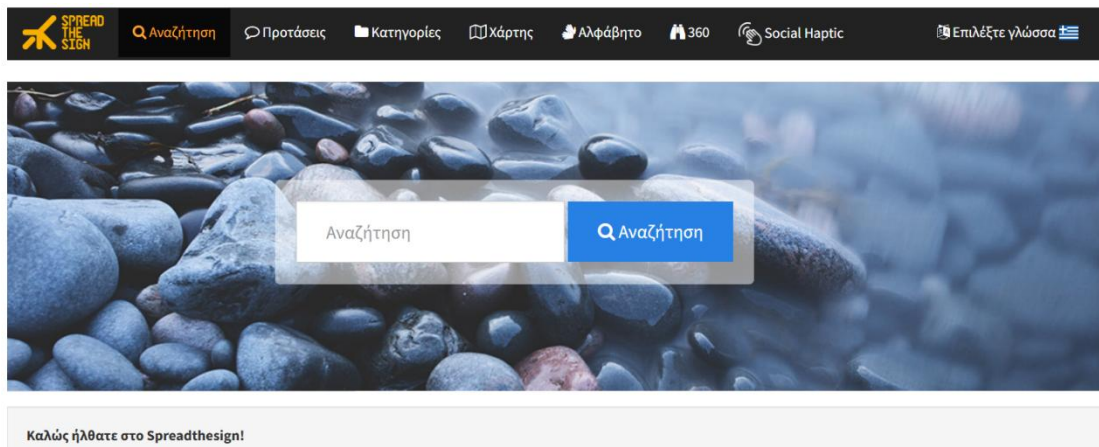 SPREAD
THE
SIGN
Αναζήτηση
Προτάσεις
Κατηγορίες
Χάρτης
Αλφάβητο
360
Social Haptic
Επιλέξτε γλώσσα
Αναζήτηση
Αναζήτηση
Καλώς ήλθατε στο Spreadthesign!